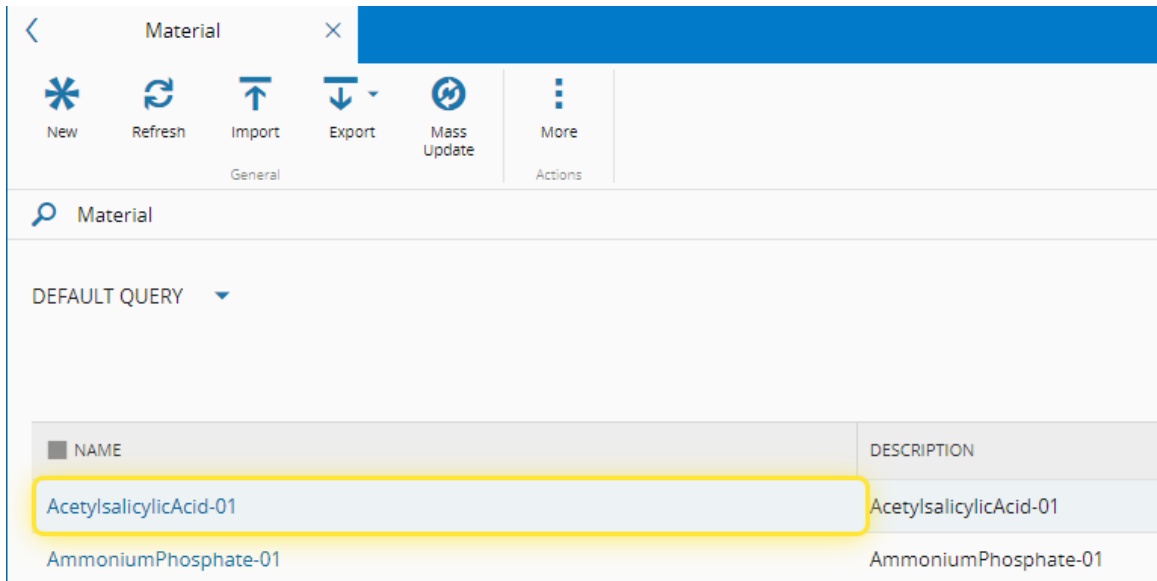 Material
New Refresh Import Export Mass Update More
General Actions
Material
DEFAULT QUERY
NAME DESCRIPTION
AcetylsalicylicAcid-01 AcetylsalicylicAcid-01
AmmoniumPhosphate-01 AmmoniumPhosphate-01